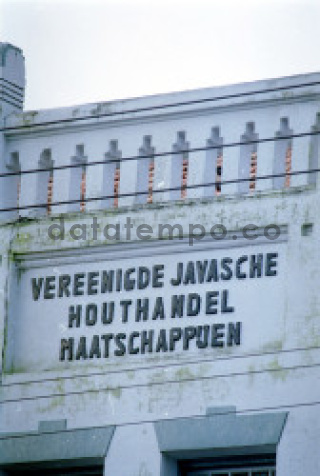 datatempo.co
VEREENIGDE JAVASCHE
HOUTHANDEL
MAATSCHAPPIJEN